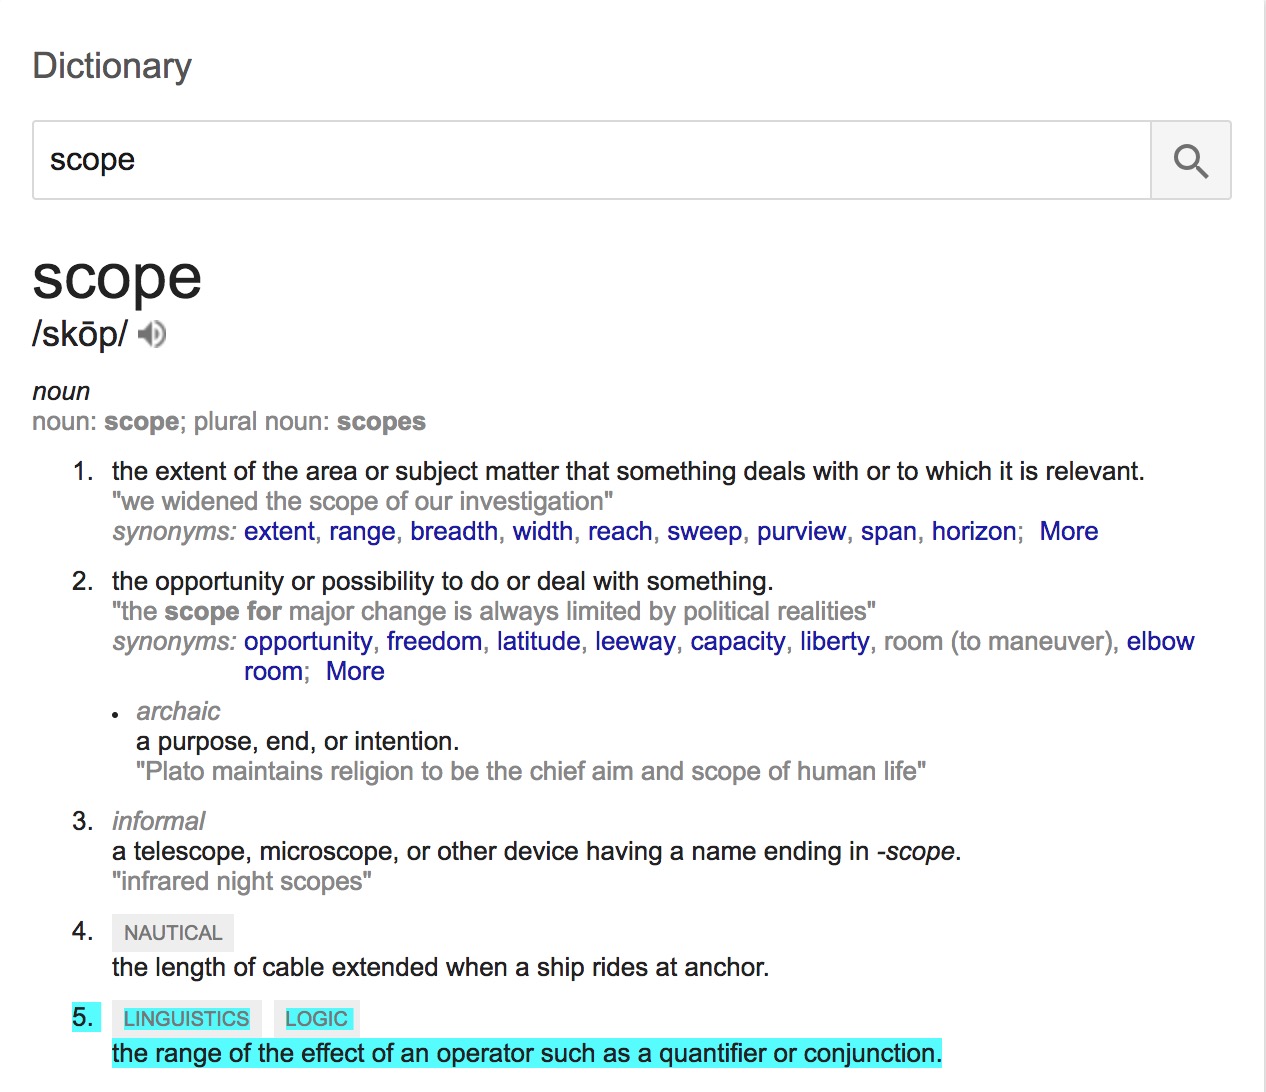 Dictionary
scope
scope
/skōp/
noun
noun: scope; plural noun: scopes
1. the extent of the area or subject matter that something deals with or to which it is relevant.
"we widened the scope of our investigation"
synonyms: extent, range, breadth, width, reach, sweep, purview, span, horizon; More
2. the opportunity or possibility to do or deal with something.
"the scope for major change is always limited by political realities"
synonyms: opportunity, freedom, latitude, leeway, capacity, liberty, room (to maneuver), elbow
room; More
• archaic
a purpose, end, or intention.
"Plato maintains religion to be the chief aim and scope of human life"
3. informal
a telescope, microscope, or other device having a name ending in -scope.
"infrared night scopes"
4. NAUTICAL
the length of cable extended when a ship rides at anchor.
5. LINGUISTICS LOGIC
the range of the effect of an operator such as a quantifier or conjunction.